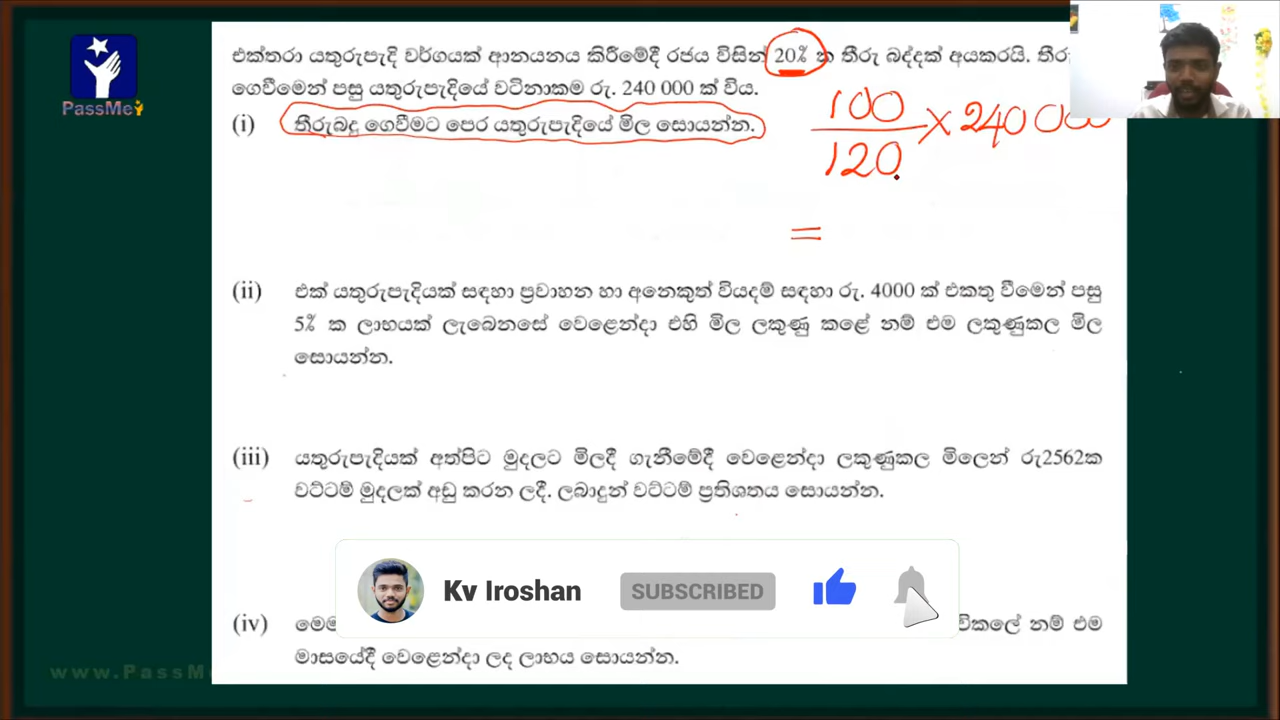 එක්තරා යතුරුපැදි වර්ගයක් ආනයනය කිරීමේදී රජය විසින් 20% ක තීරු බද්දක් අයකරයි. තීරු
ගෙවීමෙන් පසු යතුරුපැදියේ වටිනාකම රු. 240 000 ක් විය.
PassMe
(i) තීරුබදු ගෙවීමට පෙර යතුරුපැදියේ මිල සොයන්න.
100
120
× 240 000
=
(ii) එක් යතුරුපැදියක් සඳහා ප්‍රවාහන හා අනෙකුත් වියදම් සඳහා රු. 4000 ක් එකතු වීමෙන් පසු
5% ක ලාභයක් ලැබෙනසේ වෙළෙන්දා එහි මිල ලකුණු කළේ නම් එම ලකුණුකල මිල
සොයන්න.
(iii) යතුරුපැදියක් අත්පිට මුදලට මිලදී ගැනීමේදී වෙළෙන්දා ලකුණුකල මිලෙන් රු2562ක
වට්ටම් මුදලක් අඩු කරන ලදී. ලබාදුන් වට්ටම් ප්‍රතිශතය සොයන්න.
Kv Iroshan SUBSCRIBED
(iv) නම් එම
මාසයේදී වෙළෙන්දා ලද ලාභය සොයන්න.
www.PassMe